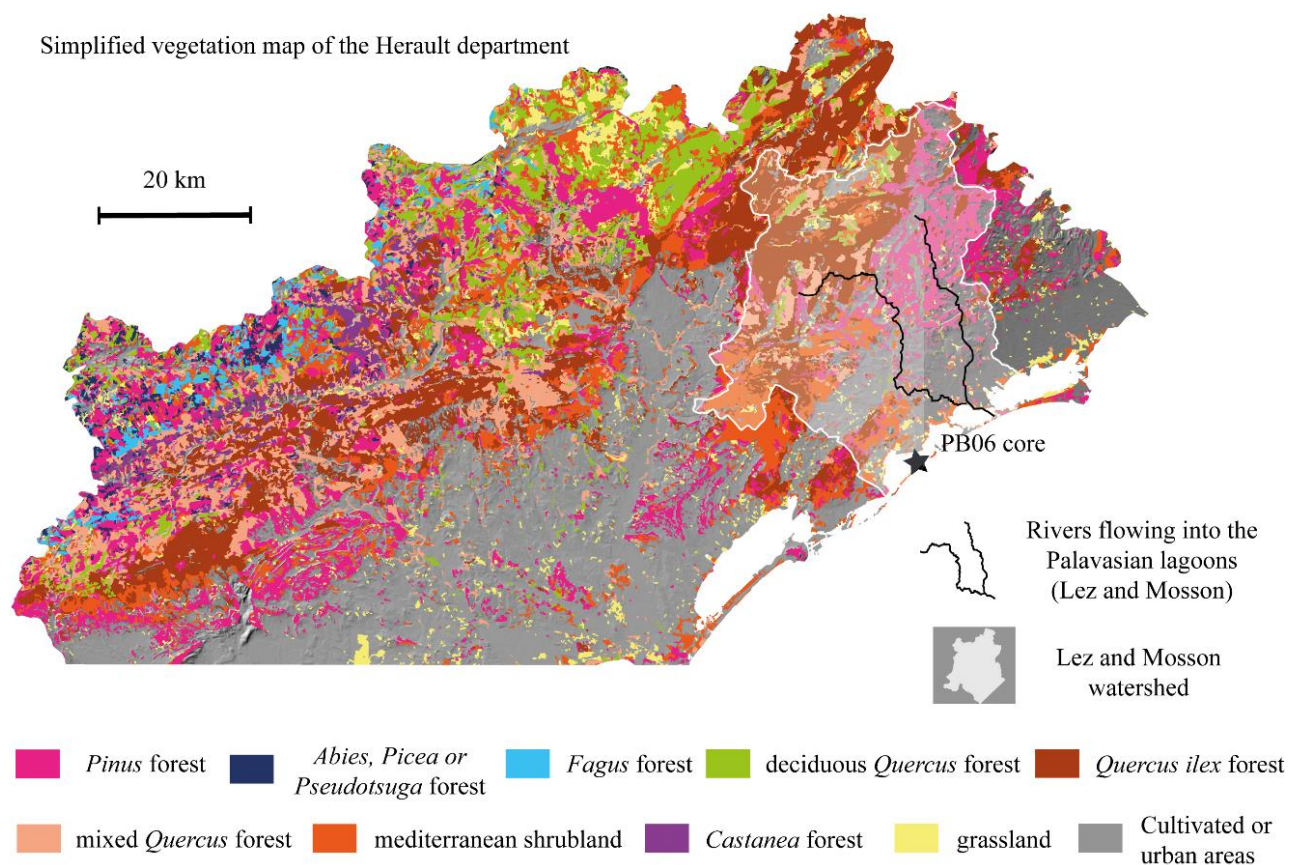 Simplified vegetation map of the Herault department
20 km
PB06 core
Rivers flowing into the
Palavasian lagoons
(Lez and Mosson)
Lez and Mosson
watershed
Pinus forest
Abies, Picea or
Pseudotsuga forest
Fagus forest
deciduous Quercus forest
Quercus ilex forest
mixed Quercus forest
mediterranean shrubland
Castanea forest
grassland
Cultivated or
urban areas